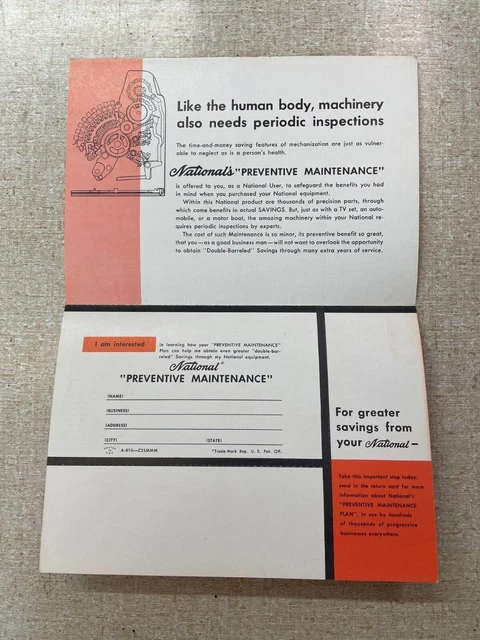 Like the human body, machinery
also needs periodic inspections
The time-and-money saving features of mechanization are just as vulner-
able to neglect as is a person's health.
National's "PREVENTIVE MAINTENANCE"
is offered to you, as a National User, to safeguard the benefits you had
in mind when you purchased your National equipment.
Within this National product are thousands of precision parts, through
which come benefits in actual SAVINGS. But, just as with a TV set, an auto-
mobile, or a motor boat, the amazing machinery within your National re-
quires periodic inspections by experts.
The cost of such Maintenance is so minor, its preventive benefit so great,
that you—as a good business man—will not want to overlook the opportunity
to obtain "Double-Barreled" Savings through many extra years of service.
I am interested
in learning how your "PREVENTIVE MAINTENANCE"
Plan can help me obtain even greater "double-bar-
reled" Savings through my National equipment.
National*
"PREVENTIVE MAINTENANCE"
(NAME)
(BUSINESS)
(ADDRESS)
(CITY) (STATE)
*Trade-Mark Reg. U. S. Pat. Off.
For greater
savings from
your National—
Take this important step today:
send in the return card for more
information about National's
"PREVENTIVE MAINTENANCE
PLAN", in use by hundreds
of thousands of progressive
businesses everywhere.